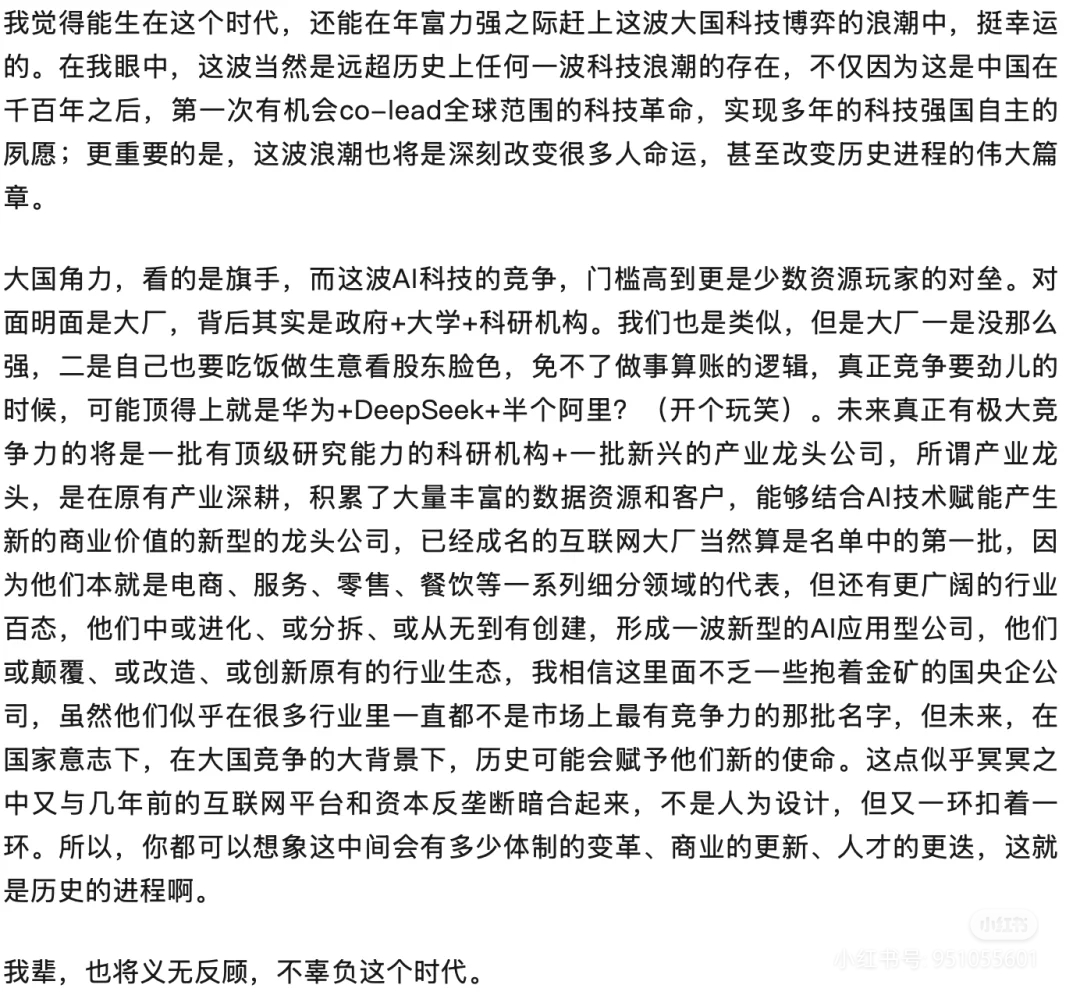 我觉得能生在这个时代，还能在年富力强之际赶上这波大国科技博弈的浪潮中，挺幸运
的。在我眼中，这波当然是远超历史上任何一波科技浪潮的存在，不仅因为这是中国在
千百年之后，第一次有机会co-lead全球范围的科技革命，实现多年的科技强国自主的
夙愿；更重要的是，这波浪潮也将是深刻改变很多人命运，甚至改变历史进程的伟大篇
章。
大国角力，看的是旗手，而这波AI科技的竞争，门槛高到更是少数资源玩家的对垒。对
面明面是大厂，背后其实是政府+大学+科研机构。我们也是类似，但是大厂一是没那么
强，二是自己也要吃饭做生意看股东脸色，免不了做事算账的逻辑，真正竞争要劲儿的
时候，可能顶得上就是华为+DeepSeek+半个阿里？（开个玩笑）。未来真正有极大竞
争力的将是一批有顶级研究能力的科研机构+一批新兴的产业龙头公司，所谓产业龙
头，是在原有产业深耕，积累了大量丰富的数据资源和客户，能够结合AI技术赋能产生
新的商业价值的新型的龙头公司，已经成名的互联网大厂当然算是名单中的第一批，因
为他们本就是电商、服务、零售、餐饮等一系列细分领域的代表，但还有更广阔的行业
百态，他们中或进化、或分拆、或从无到有创建，形成一波新型的AI应用型公司，他们
或颠覆、或改造、或创新原有的行业生态，我相信这里面不乏一些抱着金矿的国央企公
司，虽然他们似乎在很多行业里一直都不是市场上最有竞争力的那批名字，但未来，在
国家意志下，在大国竞争的大背景下，历史可能会赋予他们新的使命。这点似乎冥冥之
中又与几年前的互联网平台和资本反垄断暗合起来，不是人为设计，但又一环扣着一
环。所以，你都可以想象这中间会有多少体制的变革、商业的更新、人才的更迭，这就
是历史的进程啊。
我辈，也将义无反顾，不辜负这个时代。
小红书
小红书号: 951055601